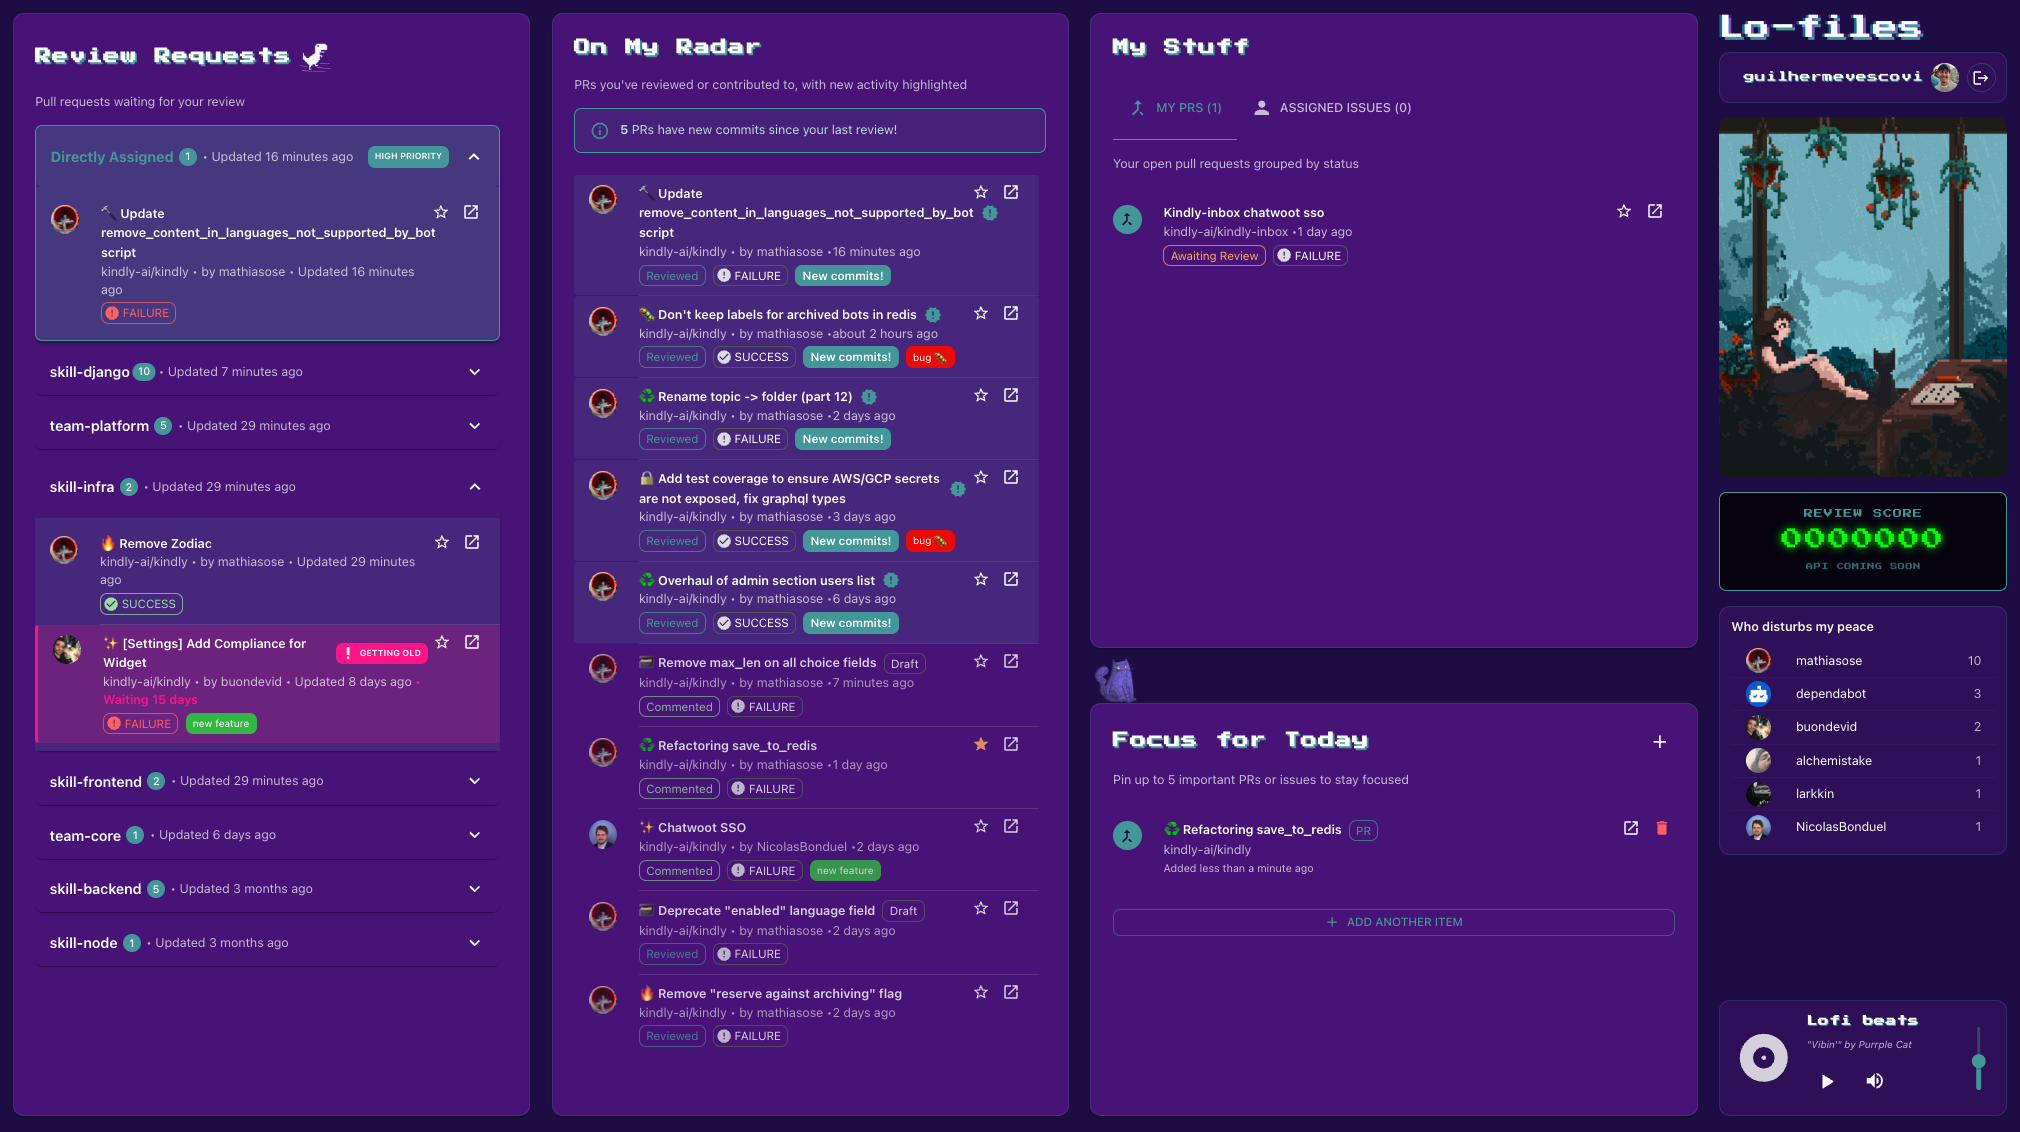 Review Requests
Pull requests waiting for your review
Directly Assigned 1 • Updated 16 minutes ago HIGH PRIORITY
Update
remove_content_in_languages_not_supported_by_bot
script
kindly-ai/kindly • by mathiasose • Updated 16 minutes
ago
FAILURE
skill-django 10 • Updated 7 minutes ago
team-platform 5 • Updated 29 minutes ago
skill-infra 2 • Updated 29 minutes ago
Remove Zodiac
kindly-ai/kindly • by mathiasose • Updated 29 minutes
ago
SUCCESS
[Settings] Add Compliance for
Widget
GETTING OLD
kindly-ai/kindly • by buondevid • Updated 8 days ago •
Waiting 15 days
FAILURE new feature
skill-frontend 2 • Updated 29 minutes ago
team-core 1 • Updated 6 days ago
skill-backend 5 • Updated 3 months ago
skill-node 1 • Updated 3 months ago
On My Radar
PRs you've reviewed or contributed to, with new activity highlighted
5 PRs have new commits since your last review!
Update
remove_content_in_languages_not_supported_by_bot
script
kindly-ai/kindly • by mathiasose •16 minutes ago
Reviewed FAILURE New commits!
Don't keep labels for archived bots in redis
kindly-ai/kindly • by mathiasose •about 2 hours ago
Reviewed SUCCESS New commits! bug
Rename topic -> folder (part 12)
kindly-ai/kindly • by mathiasose •2 days ago
Reviewed FAILURE New commits!
Add test coverage to ensure AWS/GCP secrets
are not exposed, fix graphql types
kindly-ai/kindly • by mathiasose •3 days ago
Reviewed SUCCESS New commits! bug
Overhaul of admin section users list
kindly-ai/kindly • by mathiasose •6 days ago
Reviewed SUCCESS New commits!
Remove max_len on all choice fields Draft
kindly-ai/kindly • by mathiasose •7 minutes ago
Commented FAILURE
Refactoring save_to_redis
kindly-ai/kindly • by mathiasose •1 day ago
Commented FAILURE
Chatwoot SSO
kindly-ai/kindly • by NicolasBonduel •2 days ago
Commented FAILURE new feature
Deprecate "enabled" language field Draft
kindly-ai/kindly • by mathiasose •2 days ago
Reviewed FAILURE
Remove "reserve against archiving" flag
kindly-ai/kindly • by mathiasose •2 days ago
Reviewed FAILURE
My Stuff
MY PRS (1) ASSIGNED ISSUES (0)
Your open pull requests grouped by status
Kindly-inbox chatwoot sso
kindly-ai/kindly-inbox •1 day ago
Awaiting Review FAILURE
Focus for Today
Pin up to 5 important PRs or issues to stay focused
Refactoring save_to_redis PR
kindly-ai/kindly
Added less than a minute ago
ADD ANOTHER ITEM
Lo-files
guilhermevescovi
REVIEW SCORE
0000000
API COMING SOON
Who disturbs my peace
mathiasose 10
dependabot 3
buondevid 2
alchemistake 1
larkkin 1
NicolasBonduel 1
Lofi beats
"Vibin'" by Purrple Cat